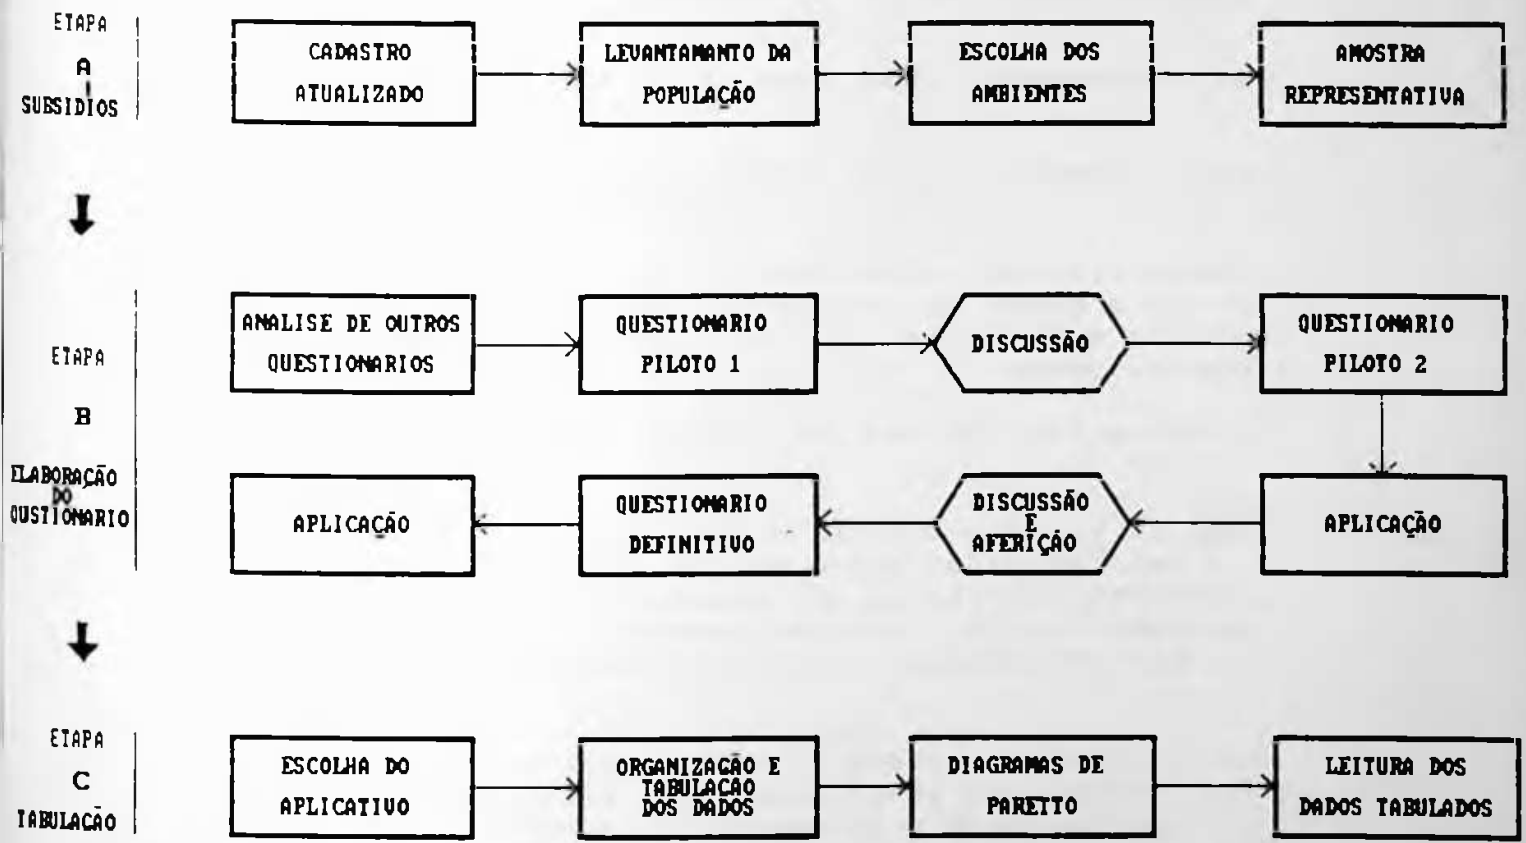 ETAPA
A
SUBSIDIOS
CADASTRO
ATUALIZADO
LEVANTAMANTO DA
POPULAÇÃO
ESCOLHA DOS
AMBIENTES
AMOSTRA
REPRESENTATIVA
ETAPA
B
ELABORAÇÃO
DO
QUSTIONARIO
ANALISE DE OUTROS
QUESTIONARIOS
QUESTIONARIO
PILOTO 1
DISCUSSÃO
QUESTIONARIO
PILOTO 2
APLICAÇÃO
DISCUSSÃO
E
AFERIÇÃO
QUESTIONARIO
DEFINITIVO
APLICAÇÃO
ETAPA
C
TABULAÇÃO
ESCOLHA DO
APLICATIVO
ORGANIZAÇÃO E
TABULAÇÃO
DOS DADOS
DIAGRAMAS DE
PARETTO
LEITURA DOS
DADOS TABULADOS